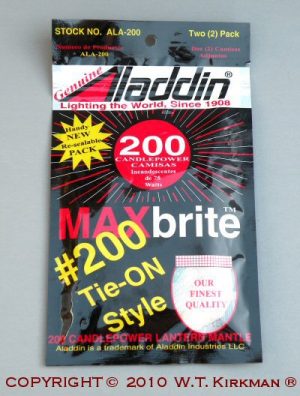 STOCK NO. ALA-200
Two (2) Pack
Numero de Producto
ALA-200
Dos (2) Camisas
Genuine
Aladdin®
Lighting the World, Since 1908
Handy
NEW
Re-sealable
PACK
200
CANDLEPOWER
CAMISAS
Incandescentes
de 75
Watts
MAXbrite™
#200
Tie-ON
Style
OUR
FINEST
QUALITY
200 CANDLEPOWER LANTERN MANTLE
Aladdin is a trademark of Aladdin Industries LLC
COPYRIGHT © 2010 W.T. KIRKMAN ®